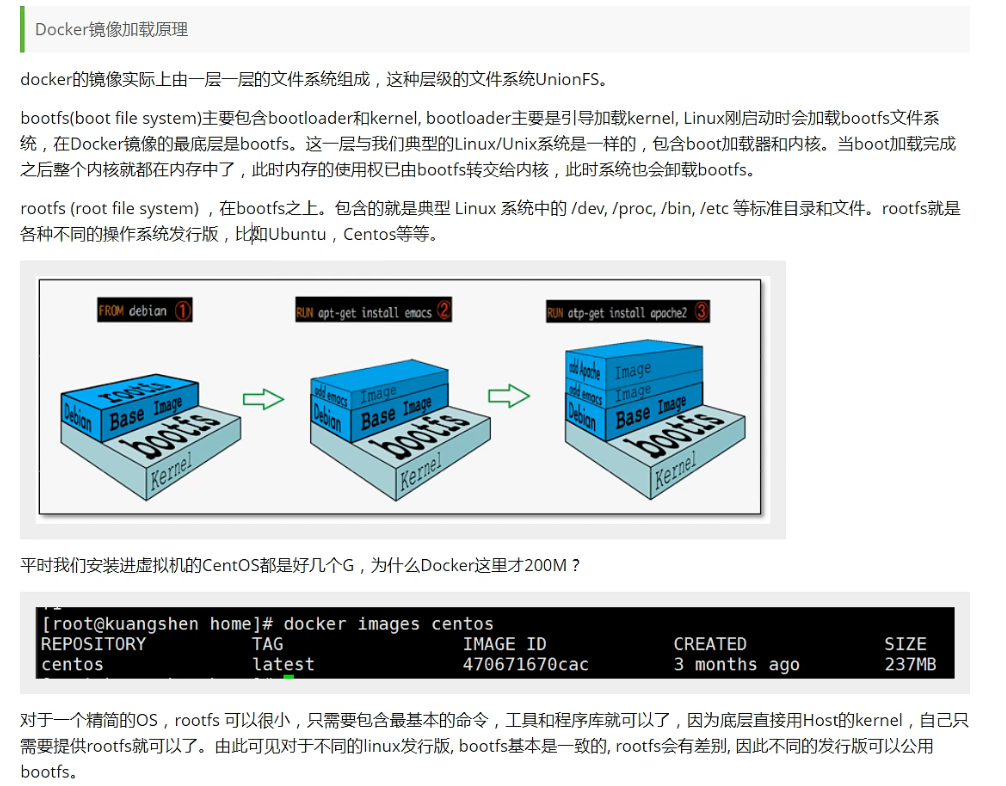 Docker镜像加载原理
docker的镜像实际上由一层一层的文件系统组成，这种层级的文件系统UnionFS。
bootfs(boot file system)主要包含bootloader和kernel, bootloader主要是引导加载kernel, Linux刚启动时会加载bootfs文件系
统，在Docker镜像的最底层是bootfs。这一层与我们典型的Linux/Unix系统是一样的，包含boot加载器和内核。当boot加载完成
之后整个内核就都在内存中了，此时内存的使用权已由bootfs转交给内核，此时系统也会卸载bootfs。
rootfs (root file system) ，在bootfs之上。包含的就是典型 Linux 系统中的 /dev, /proc, /bin, /etc 等标准目录和文件。rootfs就是
各种不同的操作系统发行版，比如Ubuntu，Centos等等。
FROM debian ①
RUN apt-get install emacs ②
RUN atp-get install apache2 ③
rootfs
Debian Base Image
bootfs
Kernel
add emacs Image
Debian Base Image
bootfs
Kernel
add Apache Image
add emacs Image
Debian Base Image
bootfs
Kernel
平时我们安装进虚拟机的CentOS都是好几个G，为什么Docker这里才200M？
[root@kuangshen home]# docker images centos
REPOSITORY TAG IMAGE ID CREATED SIZE
centos latest 470671670cac 3 months ago 237MB
对于一个精简的OS，rootfs 可以很小，只需要包含最基本的命令，工具和程序库就可以了，因为底层直接用Host的kernel，自己只
需要提供rootfs就可以了。由此可见对于不同的linux发行版, bootfs基本是一致的, rootfs会有差别, 因此不同的发行版可以公用
bootfs。